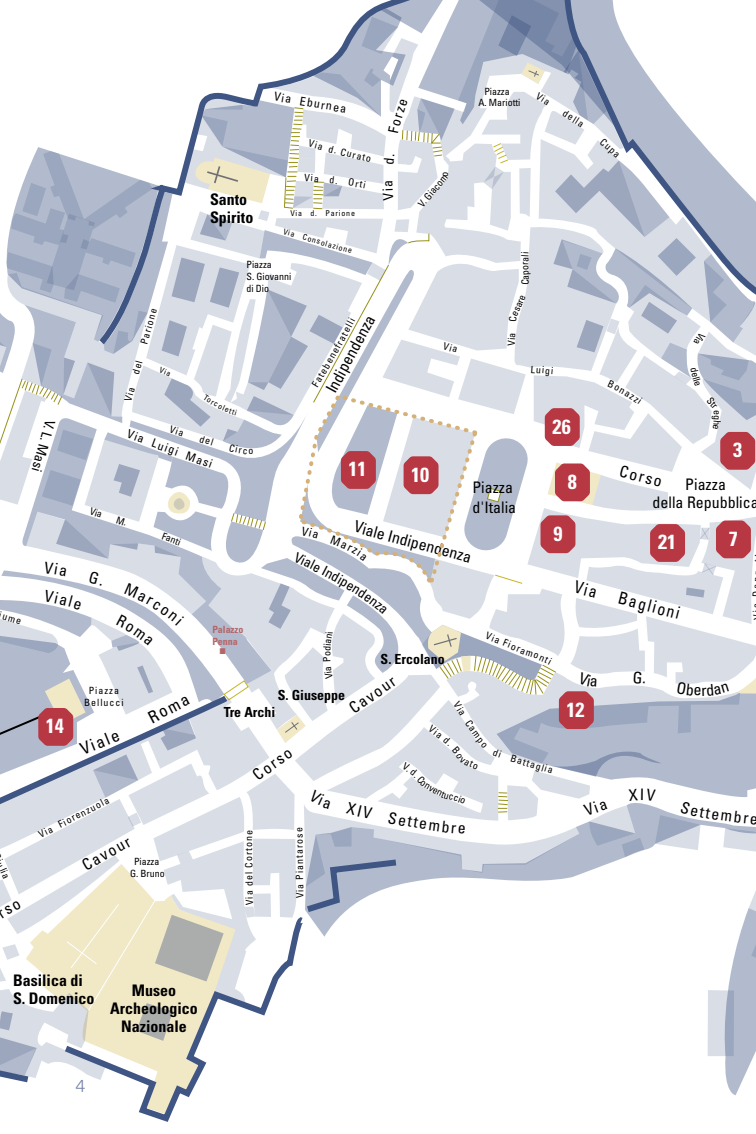 Via Eburnea
Via d. Curato
Via d. Orti
Via d. Parione
Via Consolazione
Via d. Forze
V. Giacomo
Piazza
A. Mariotti
Via della Cupa
Santo
Spirito
Piazza
S. Giovanni
di Dio
Via del Parione
Fatebenefratelli
Indipendenza
Via Cesare Caporali
Via Luigi Bonazzi
Via delle Streghe
Via Torcoletti
Via del Circo
Via Luigi Masi
V. L. Masi
Via M. Fanti
26
3
11
10
8
Corso
Piazza
d'Italia
Piazza
della Repubblica
9
21
7
Viale Indipendenza
Via Marzia
Viale Indipendenza
Via Baglioni
Via G. Marconi
Viale Roma
Palazzo
Penna
Via Podiani
S. Ercolano
Via Fioramonti
Via G. Oberdan
Piazza
Bellucci
14
Viale Roma
Tre Archi
S. Giuseppe
Corso Cavour
12
Via Campo di Battaglia
Via d. Bovato
V. d. Conventuccio
Via XIV Settembre
Via XIV Settembre
Via Fiorenzuola
Cavour
Piazza
G. Bruno
Via del Cortone
Via Piantarose
Basilica di
S. Domenico
Museo
Archeologico
Nazionale
4